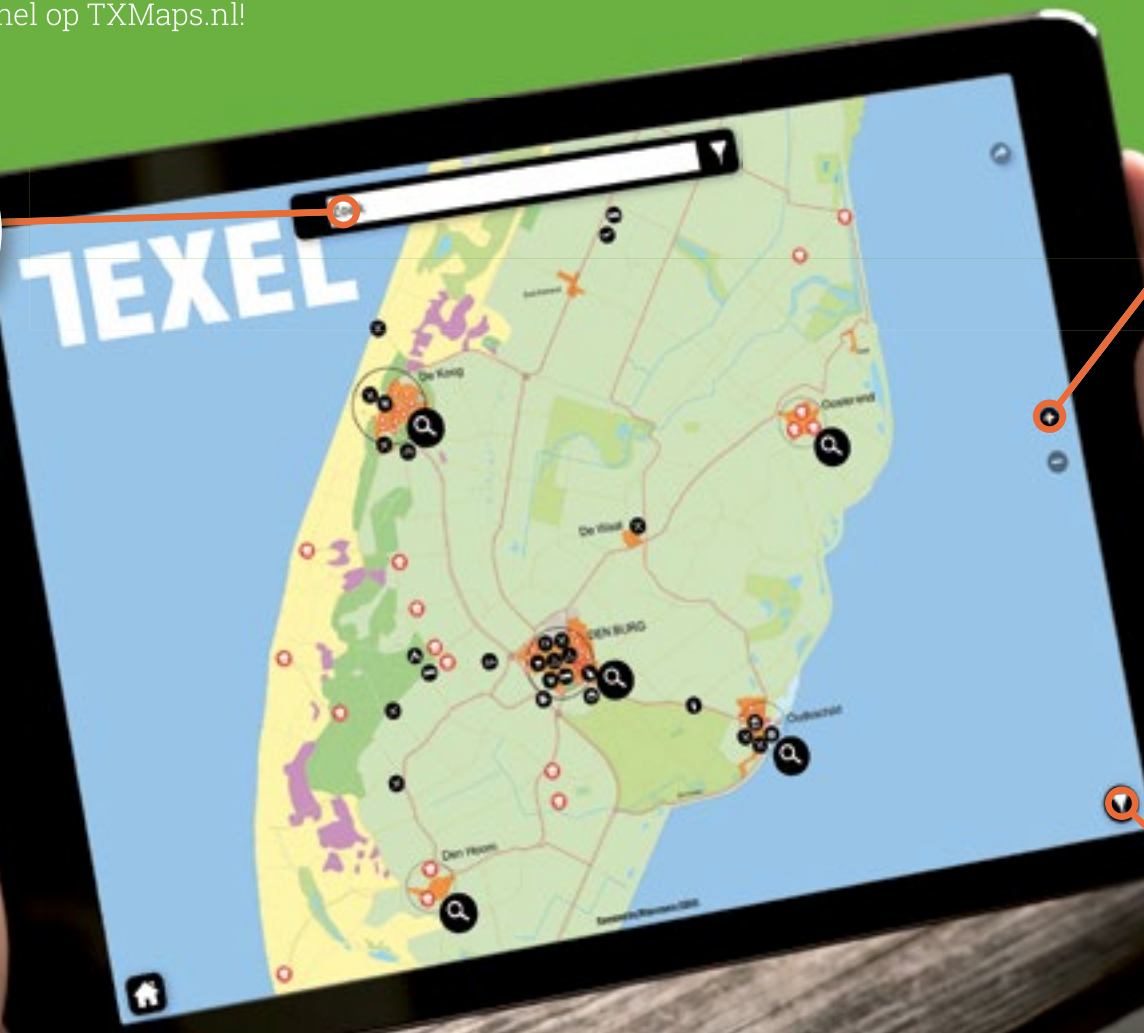 nel op TXMaps.nl!
TEXEL
De Koog
Oosterend
De Waal
DEN BURG
Oudeschild
Den Hoorn